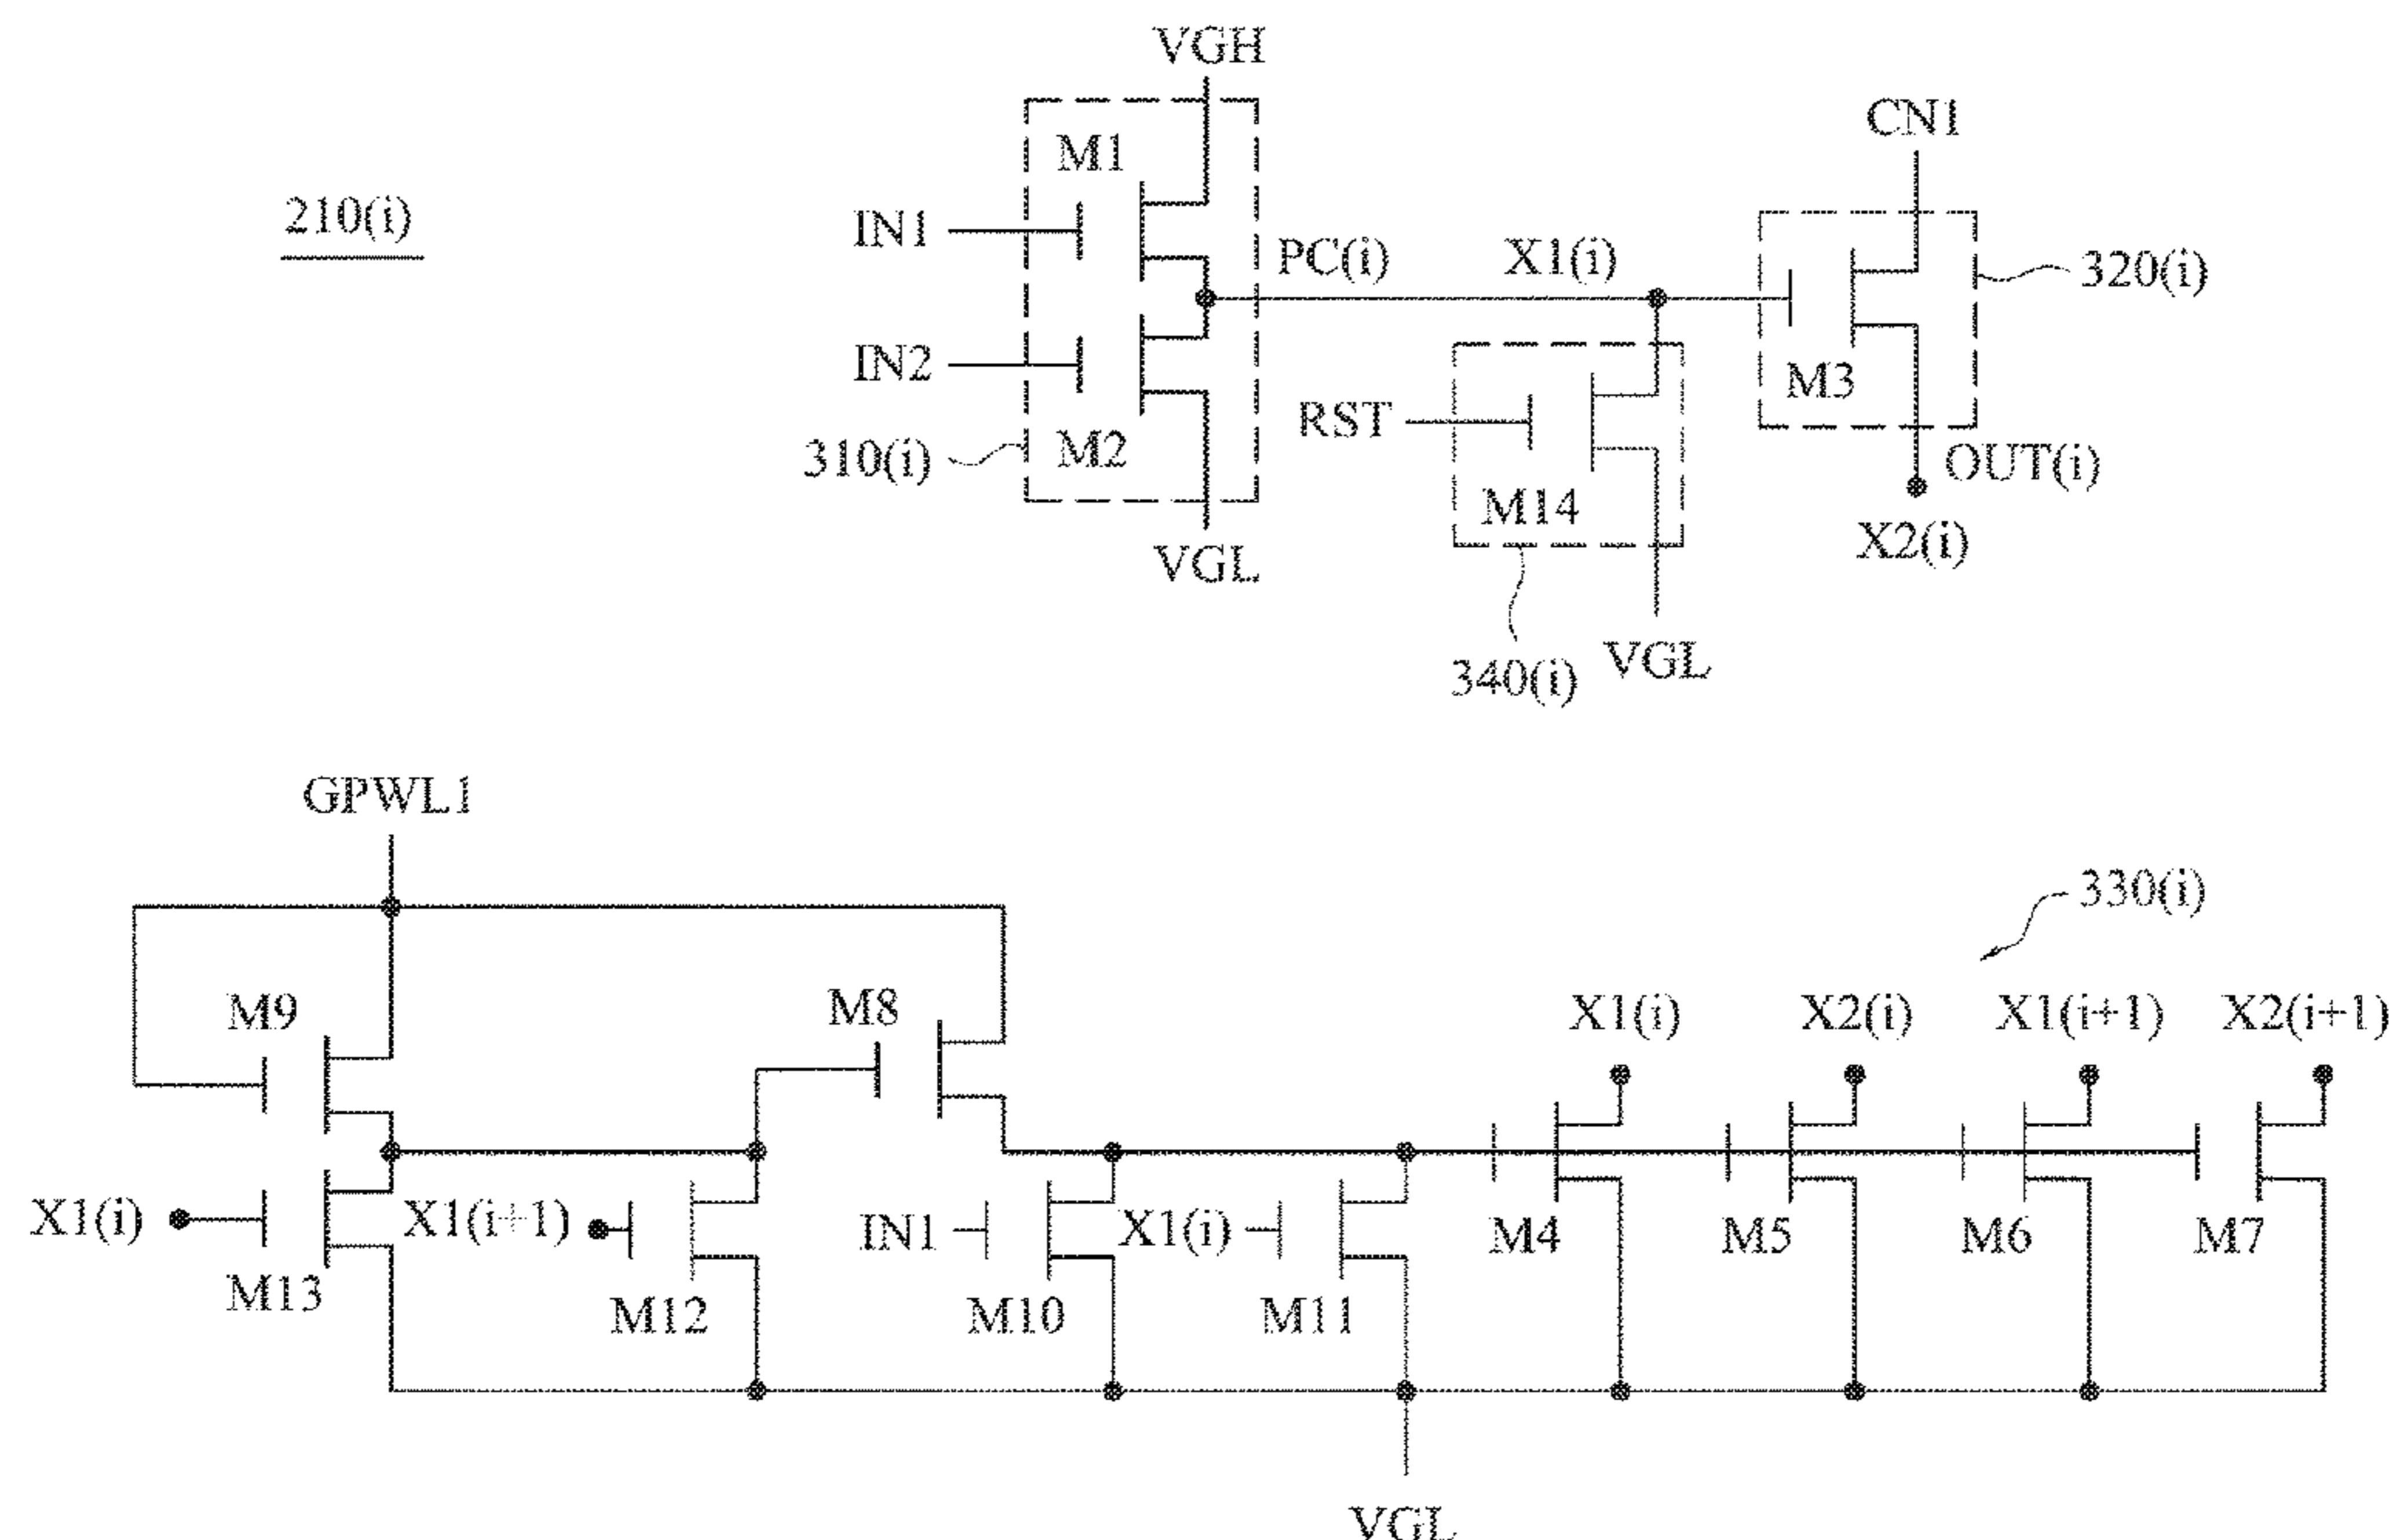 VGH
CN1
M1
210(i)
IN1
PC(i)
X1(i)
320(i)
IN2
M3
RST
310(i)
M2
OUT(i)
M14
X2(i)
VGL
340(i)
VGL
GPWL1
330(i)
M9
M8
X1(i)
X2(i)
X1(i+1)
X2(i+1)
X1(i)
X1(i+1)
IN1
X1(i)
M4
M5
M6
M7
M13
M12
M10
M11
VGL